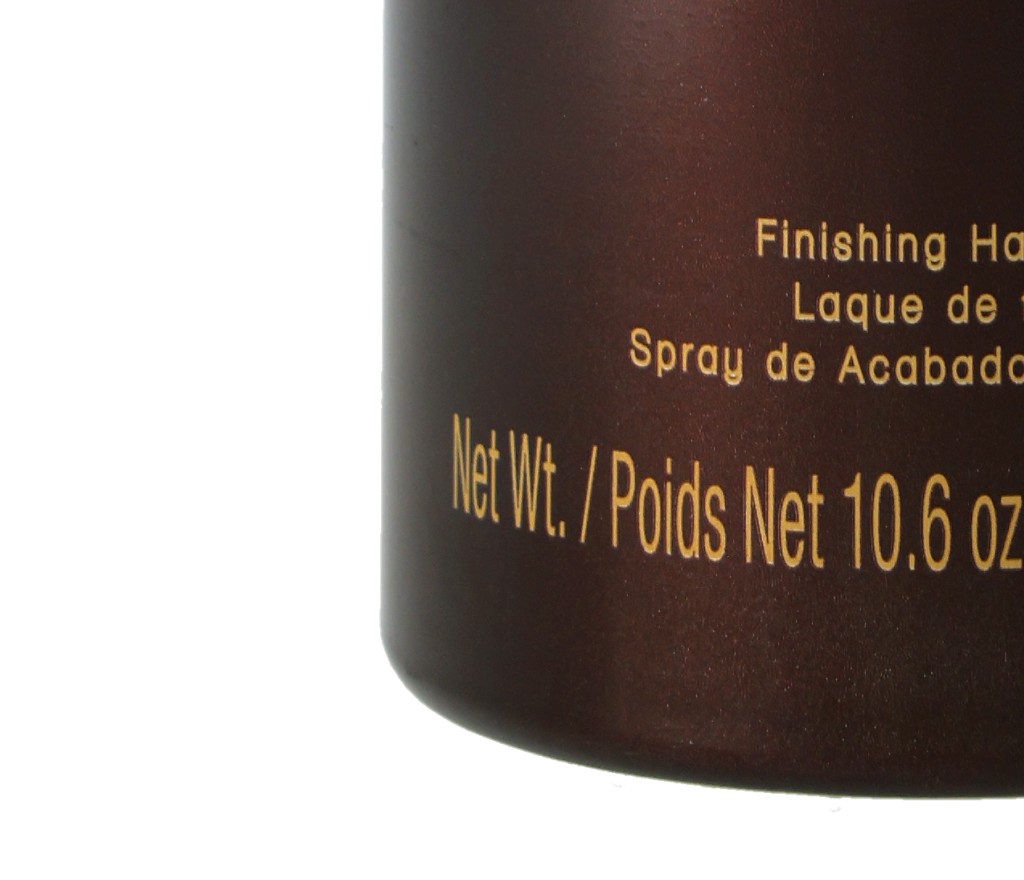 Finishing Ha
Laque de
Spray de Acabado
Net Wt. / Poids Net 10.6 oz